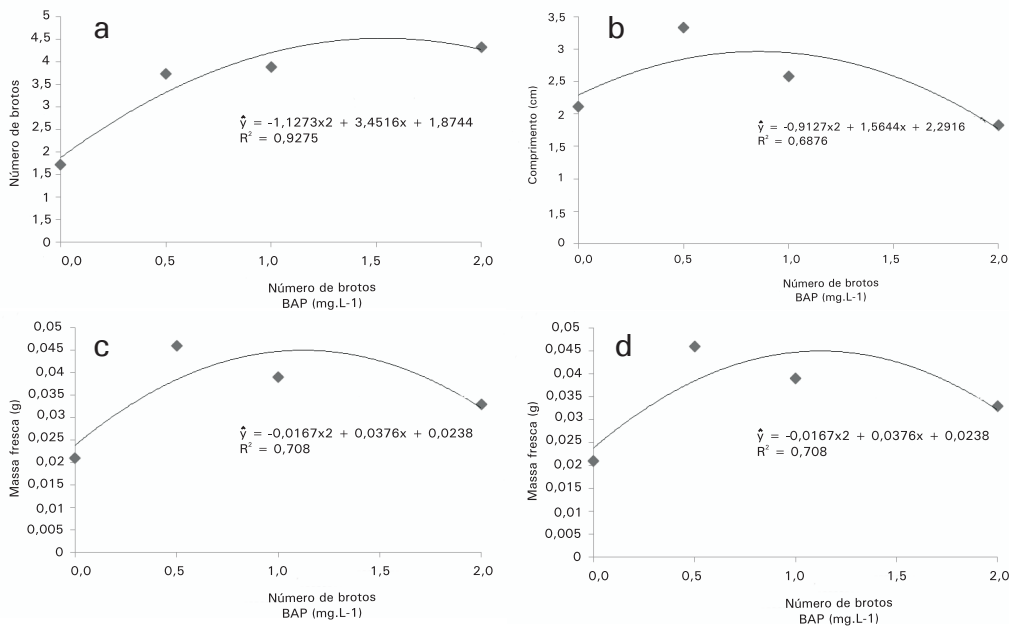 a
Número de brotos
5
4,5
4
3,5
3
2,5
2
1,5
1
1,5
0
ŷ = -1,1273x2 + 3,4516x + 1,8744
R² = 0,9275
0,0 0,5 1,0 1,5 2,0
Número de brotos
BAP (mg.L-1)
b
Comprimento (cm)
3,5
3
2,5
2
1,5
1
1,5
0
ŷ = -0,9127x2 + 1,5644x + 2,2916
R² = 0,6876
0,0 0,5 1,0 1,5 2,0
Número de brotos
BAP (mg.L-1)
c
Massa fresca (g)
0,05
0,045
0,04
0,035
0,03
0,025
0,02
0,015
0,01
0,005
0
ŷ = -0,0167x2 + 0,0376x + 0,0238
R² = 0,708
0,0 0,5 1,0 1,5 2,0
Número de brotos
BAP (mg.L-1)
d
Massa fresca (g)
0,05
0,045
0,04
0,035
0,03
0,025
0,02
0,015
0,01
0,005
0
ŷ = -0,0167x2 + 0,0376x + 0,0238
R² = 0,708
0,0 0,5 1,0 1,5 2,0
Número de brotos
BAP (mg.L-1)